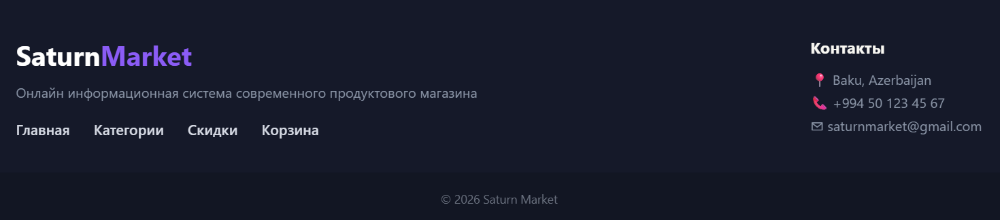 SaturnMarket
Онлайн информационная система современного продуктового магазина
Главная Категории Скидки Корзина
Контакты
📍 Baku, Azerbaijan
📞 +994 50 123 45 67
✉ saturnmarket@gmail.com
© 2026 Saturn Market